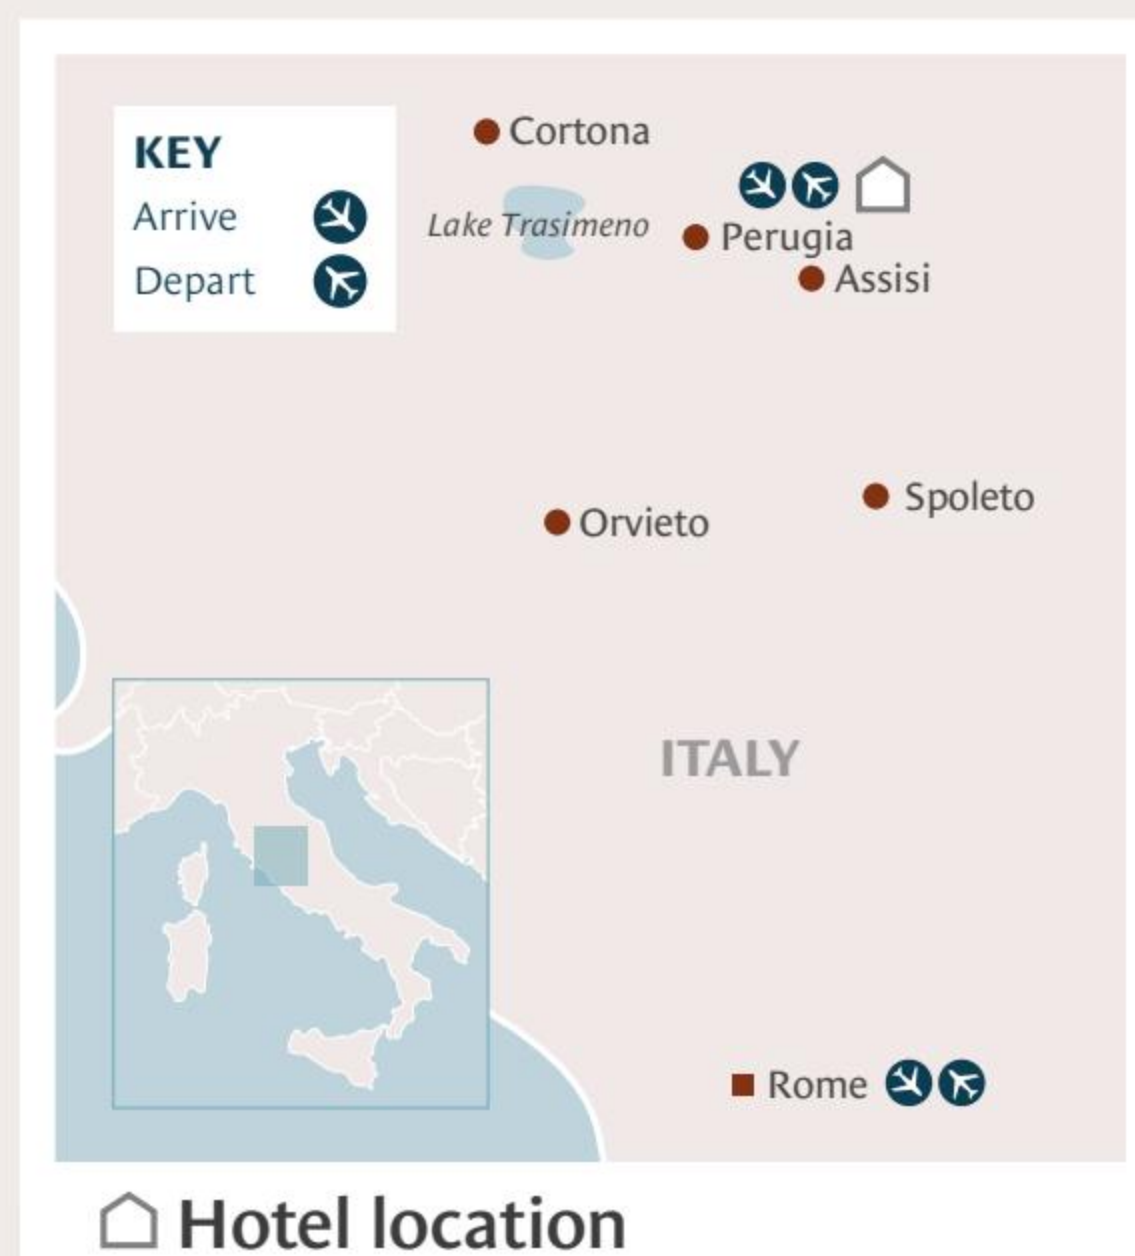 KEY
Arrive
Depart
Cortona
Lake Trasimeno
Perugia
Assisi
Spoleto
Orvieto
ITALY
Rome
Hotel location